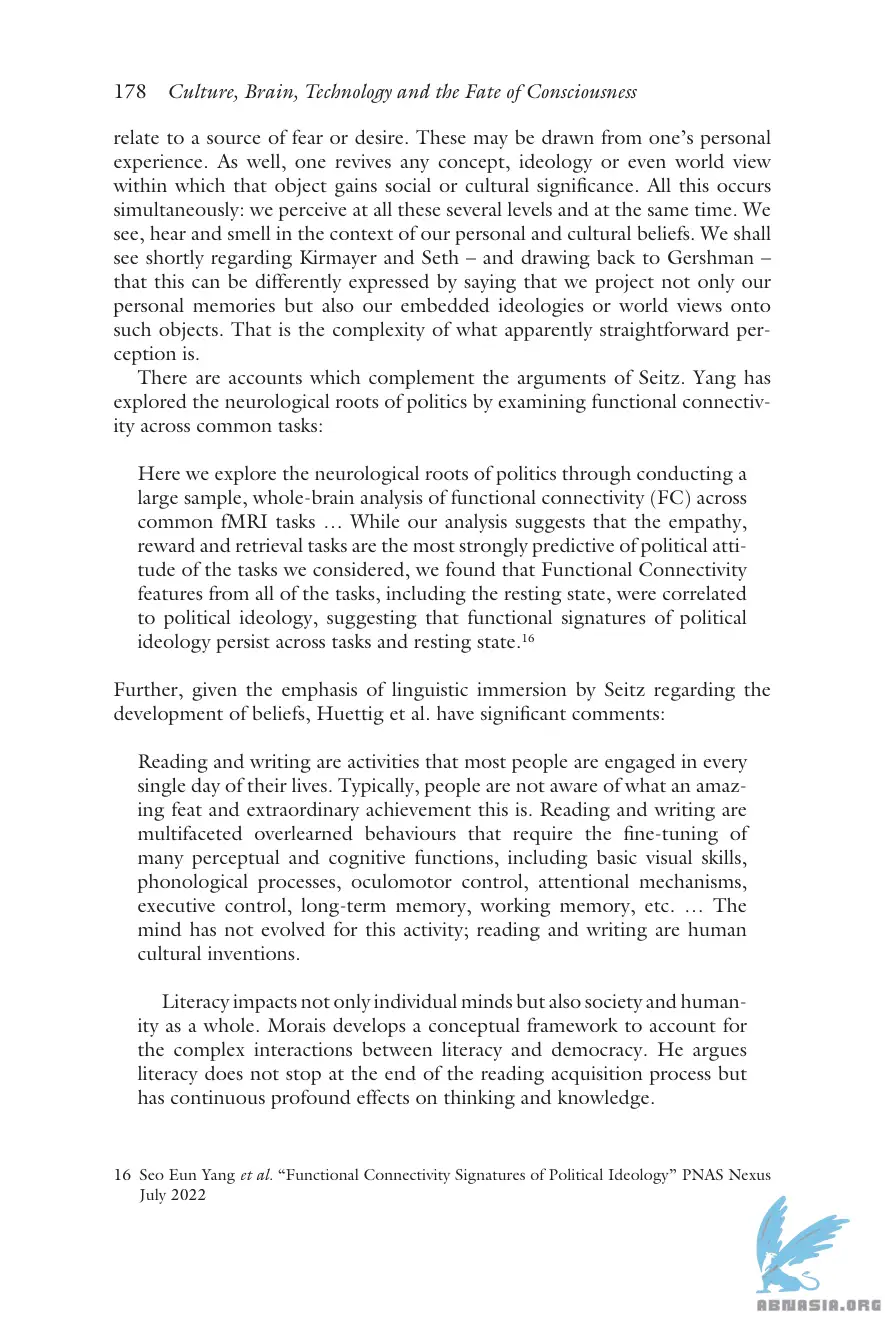 178 Culture, Brain, Technology and the Fate of Consciousness
relate to a source of fear or desire. These may be drawn from one’s personal
experience. As well, one revives any concept, ideology or even world view
within which that object gains social or cultural significance. All this occurs
simultaneously: we perceive at all these several levels and at the same time. We
see, hear and smell in the context of our personal and cultural beliefs. We shall
see shortly regarding Kirmayer and Seth – and drawing back to Gershman –
that this can be differently expressed by saying that we project not only our
personal memories but also our embedded ideologies or world views onto
such objects. That is the complexity of what apparently straightforward per-
ception is.
There are accounts which complement the arguments of Seitz. Yang has
explored the neurological roots of politics by examining functional connectiv-
ity across common tasks:
Here we explore the neurological roots of politics through conducting a
large sample, whole-brain analysis of functional connectivity (FC) across
common fMRI tasks … While our analysis suggests that the empathy,
reward and retrieval tasks are the most strongly predictive of political atti-
tude of the tasks we considered, we found that Functional Connectivity
features from all of the tasks, including the resting state, were correlated
to political ideology, suggesting that functional signatures of political
ideology persist across tasks and resting state.16
Further, given the emphasis of linguistic immersion by Seitz regarding the
development of beliefs, Huettig et al. have significant comments:
Reading and writing are activities that most people are engaged in every
single day of their lives. Typically, people are not aware of what an amaz-
ing feat and extraordinary achievement this is. Reading and writing are
multifaceted overlearned behaviours that require the fine-tuning of
many perceptual and cognitive functions, including basic visual skills,
phonological processes, oculomotor control, attentional mechanisms,
executive control, long-term memory, working memory, etc. … The
mind has not evolved for this activity; reading and writing are human
cultural inventions.
Literacy impacts not only individual minds but also society and human-
ity as a whole. Morais develops a conceptual framework to account for
the complex interactions between literacy and democracy. He argues
literacy does not stop at the end of the reading acquisition process but
has continuous profound effects on thinking and knowledge.
16 Seo Eun Yang et al. “Functional Connectivity Signatures of Political Ideology” PNAS Nexus
July 2022
ABNASIA.ORG